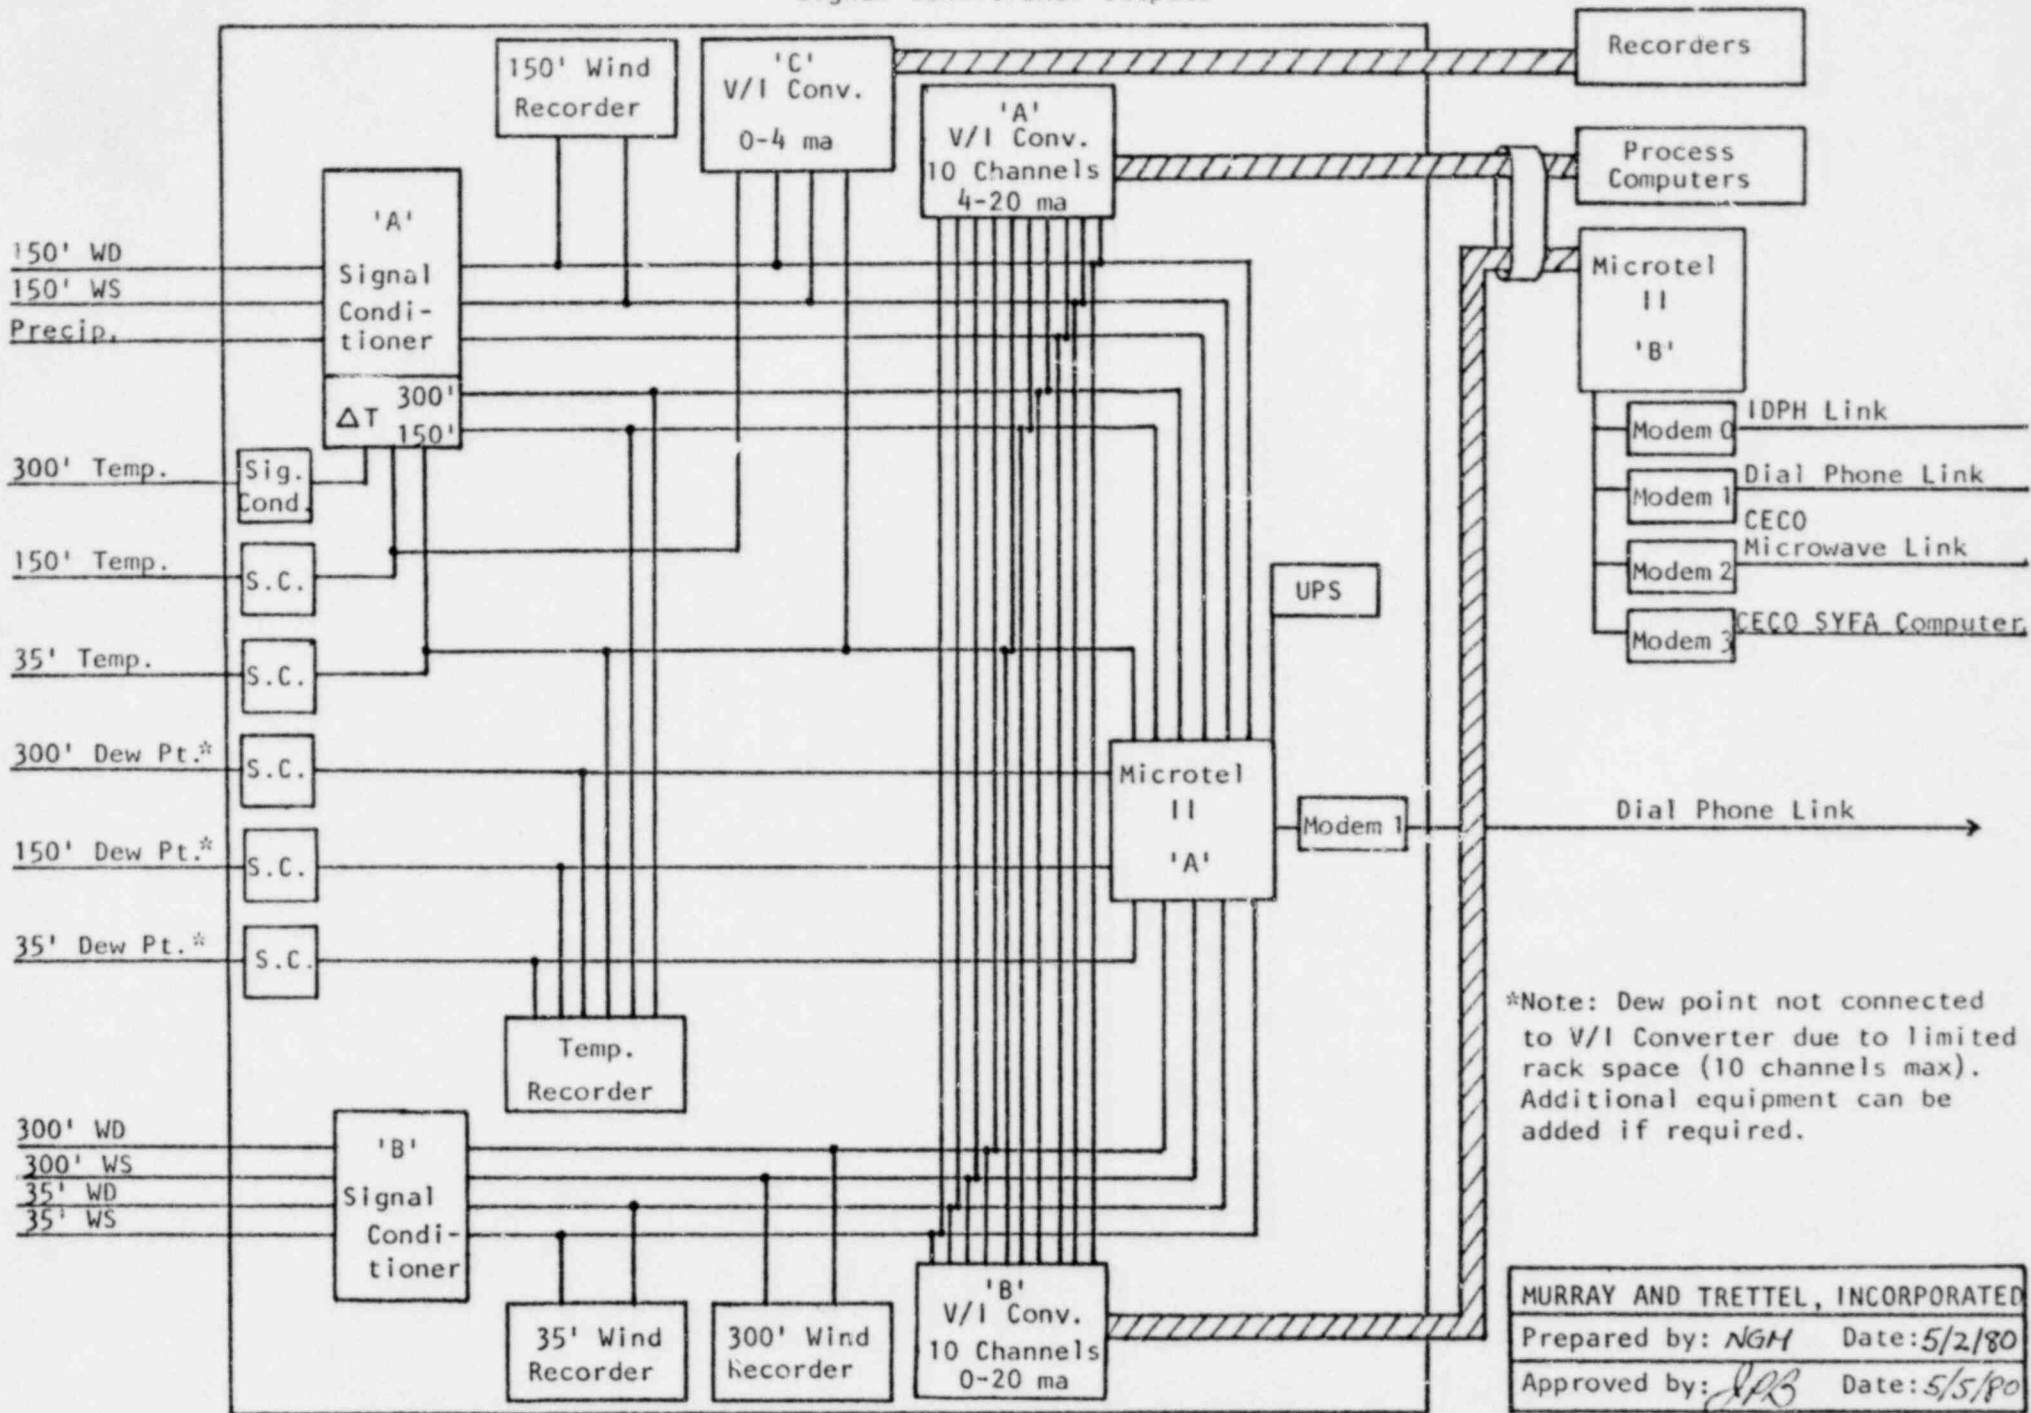 Recorders
150' Wind
Recorder
'C'
V/I Conv.
0-4 ma
'A'
V/I Conv.
10 Channels
4-20 ma
Process
Computers
'A'
Signal
Condi-
tioner
ΔT
300'
150'
150' WD
150' WS
Precip.
Microtel
II
'B'
Modem 0
IDPH Link
Modem 1
Dial Phone Link
Modem 2
CECO
Microwave Link
Modem 3
CECO SYFA Computer
300' Temp.
Sig.
Cond.
150' Temp.
S.C.
UPS
35' Temp.
S.C.
300' Dew Pt.*
S.C.
150' Dew Pt.*
S.C.
35' Dew Pt.*
S.C.
Microtel
II
'A'
Modem 1
Dial Phone Link
Temp.
Recorder
*Note: Dew point not connected
to V/I Converter due to limited
rack space (10 channels max).
Additional equipment can be
added if required.
300' WD
300' WS
35' WD
35' WS
'B'
Signal
Condi-
tioner
35' Wind
Recorder
300' Wind
Recorder
'B'
V/I Conv.
10 Channels
0-20 ma
MURRAY AND TRETTEL, INCORPORATED
Prepared by: NGM Date: 5/2/80
Approved by: JPB Date: 5/5/80